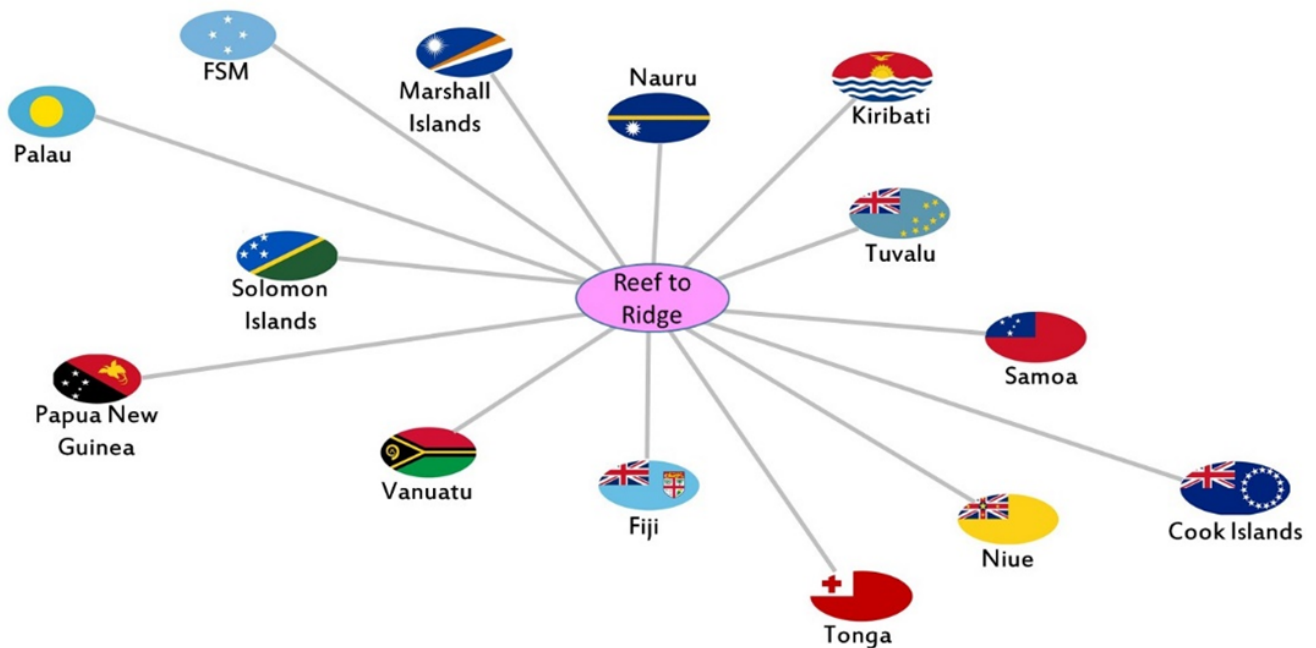 FSM
Marshall
Islands
Nauru
Kiribati
Palau
Tuvalu
Solomon
Islands
Reef to
Ridge
Samoa
Papua New
Guinea
Vanuatu
Fiji
Niue
Cook Islands
Tonga